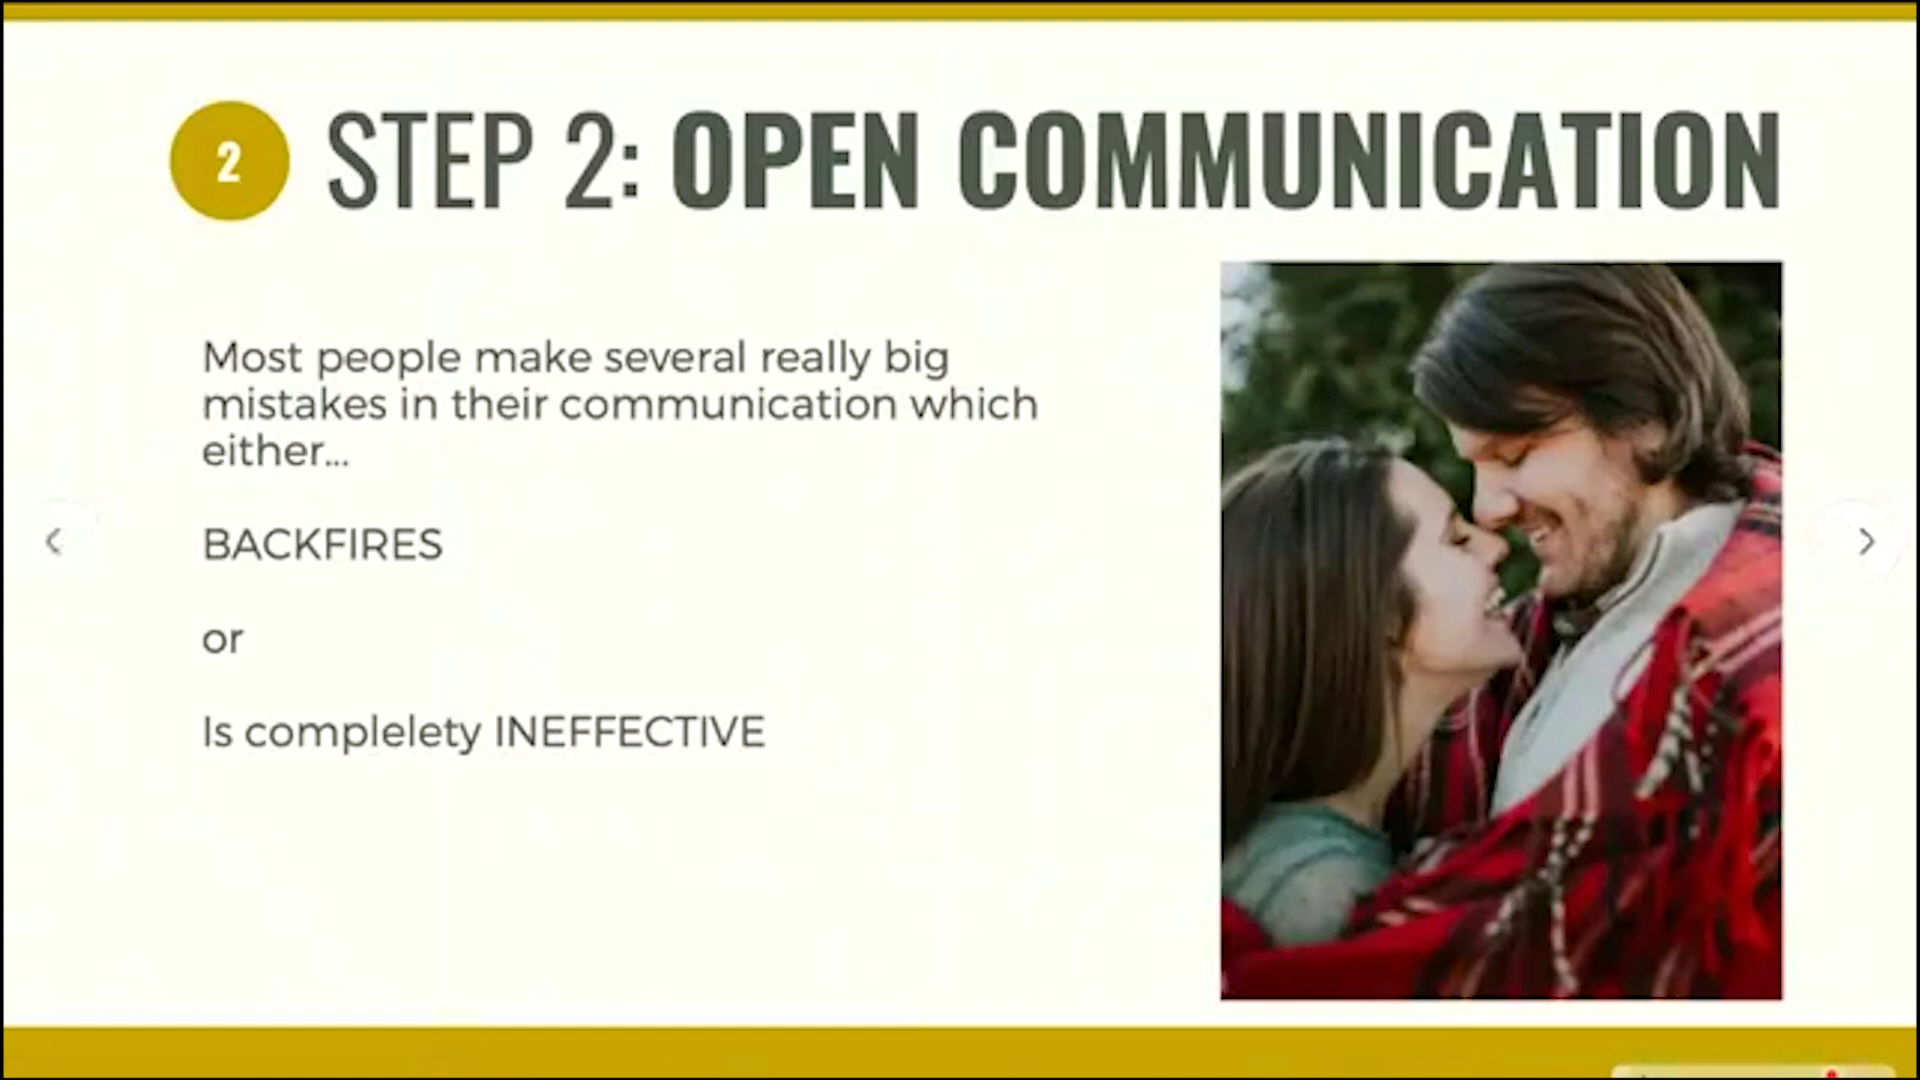 2 STEP 2: OPEN COMMUNICATION
Most people make several really big
mistakes in their communication which
either...
BACKFIRES
or
Is complelety INEFFECTIVE